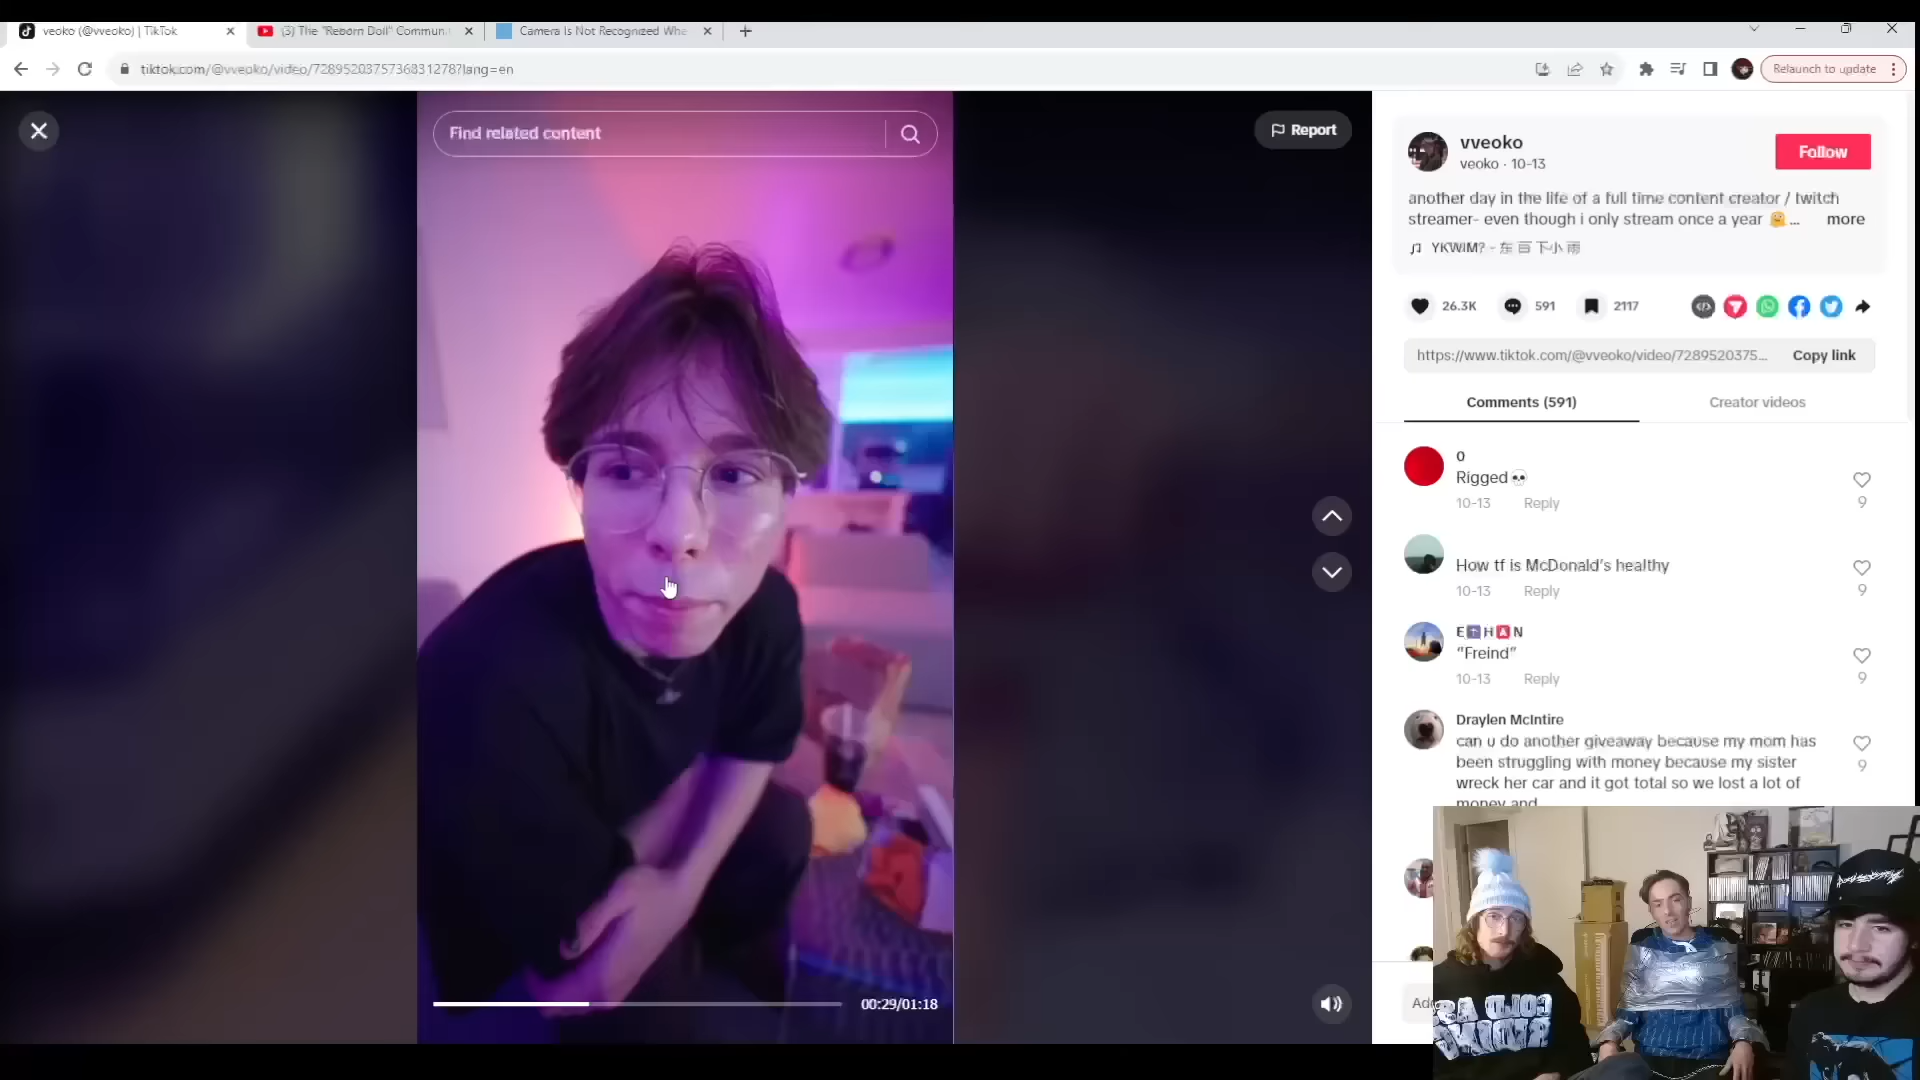 veoko (@vveoko) | TikTok
(3) The "Reborn Doll" Commun
Camera Is Not Recognized Whe
tiktok.com/@vveoko/video/7289520375736831278?lang=en
Relaunch to update
Find related content
Report
vveoko
veoko · 10-13
Follow
another day in the life of a full time content creator / twitch
streamer- even though i only stream once a year 🤗... more
YKWIM? - 东百下小雨
26.3K
591
2117
https://www.tiktok.com/@vveoko/video/7289520375...
Copy link
Comments (591)
Creator videos
0
Rigged💀
10-13 Reply
9
How tf is McDonald's healthy
10-13 Reply
9
E🇹H🅰N
"Freind"
10-13 Reply
9
Draylen McIntire
can u do another giveaway because my mom has
been struggling with money because my sister
wreck her car and it got total so we lost a lot of
money and
9
00:29/01:18